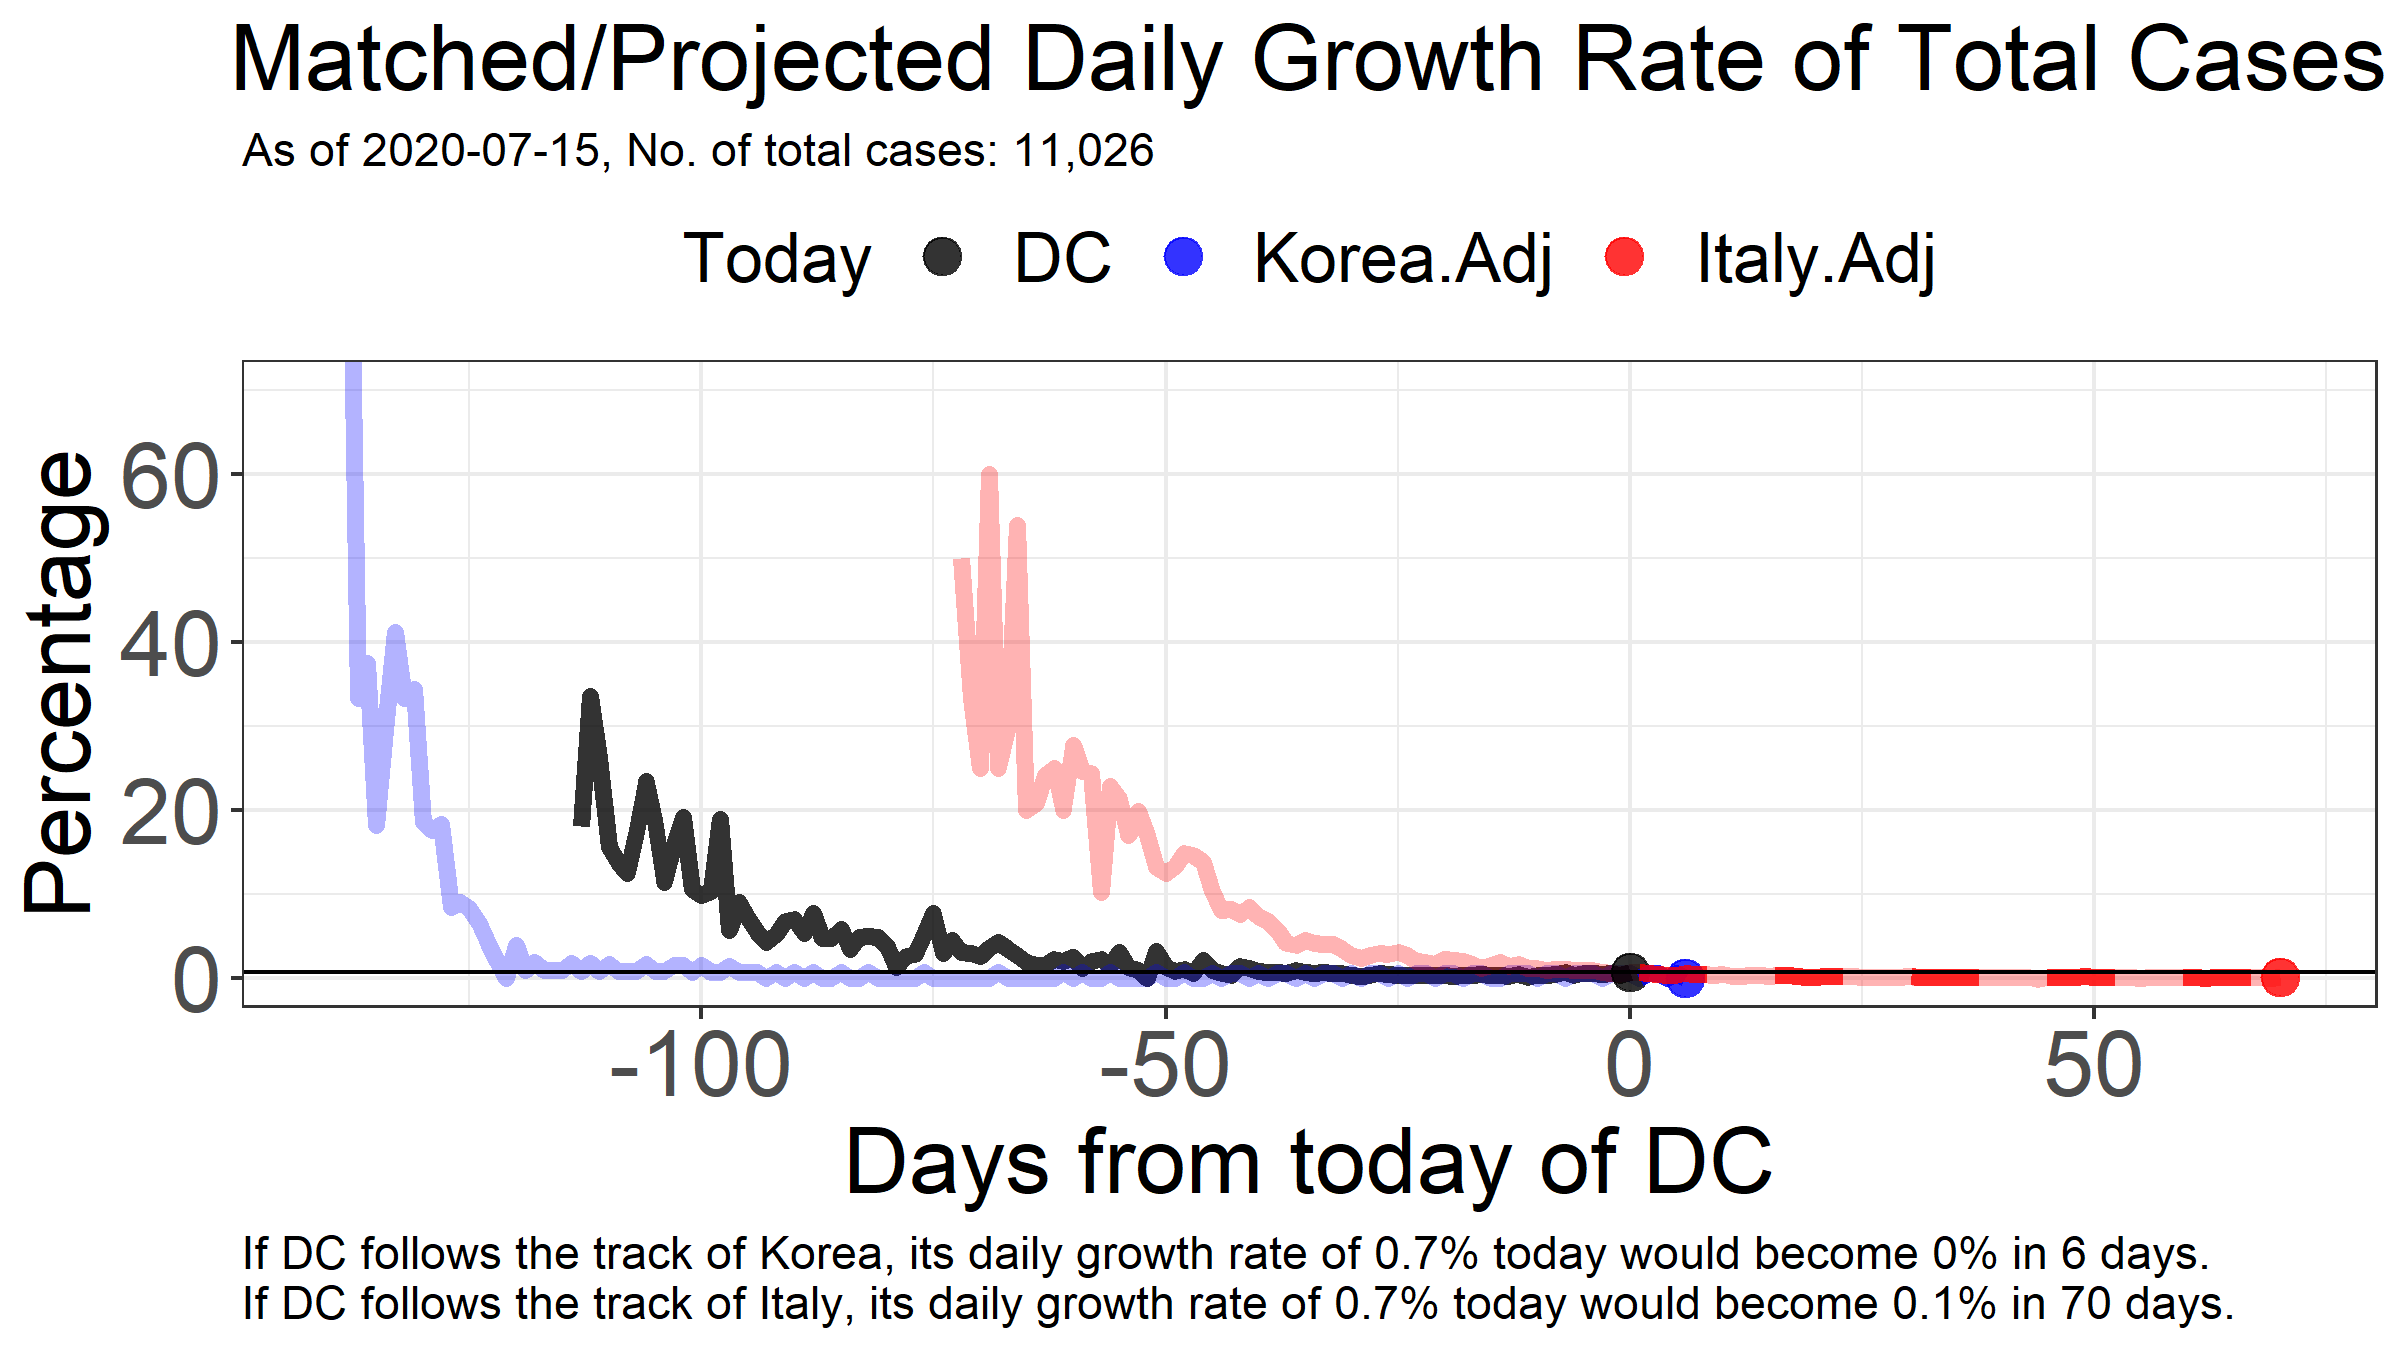 Matched/Projected Daily Growth Rate of Total Cases
As of 2020-07-15, No. of total cases: 11,026
Today DC Korea.Adj Italy.Adj
Percentage
60
40
20
0
-100 -50 0 50
Days from today of DC
If DC follows the track of Korea, its daily growth rate of 0.7% today would become 0% in 6 days.
If DC follows the track of Italy, its daily growth rate of 0.7% today would become 0.1% in 70 days.